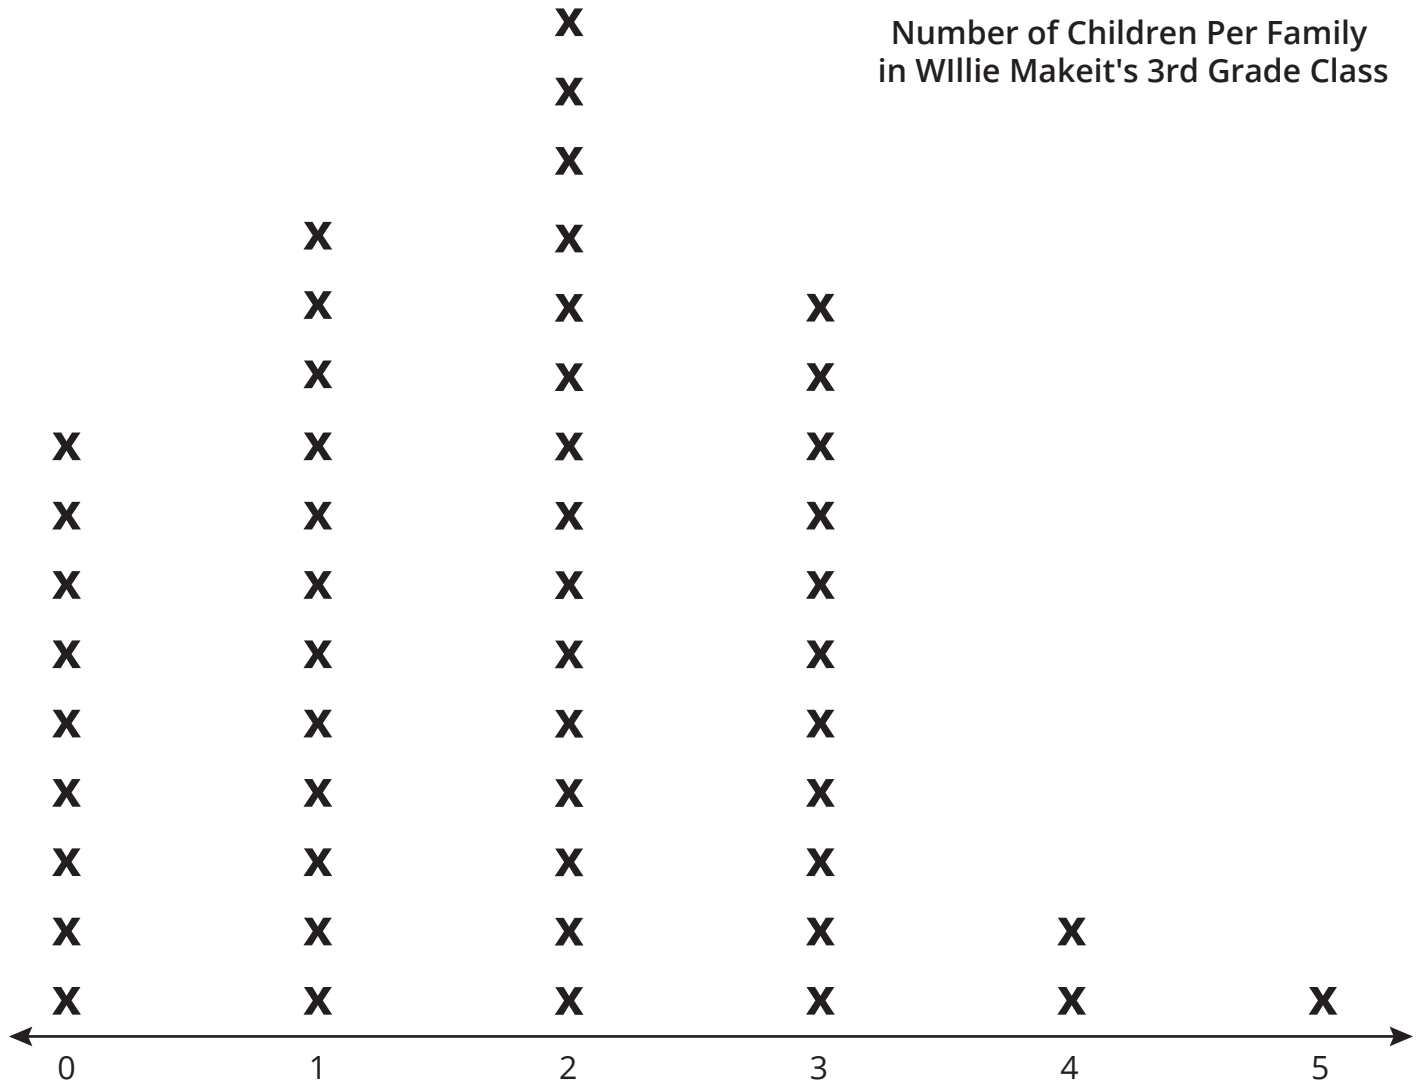 Number of Children Per Family
in WIllie Makeit's 3rd Grade Class
x
x
x
x x
x x x
x x x
x x x x
x x x x
x x x x
x x x x
x x x x
x x x x
x x x x
x x x x x
x x x x x x
0 1 2 3 4 5